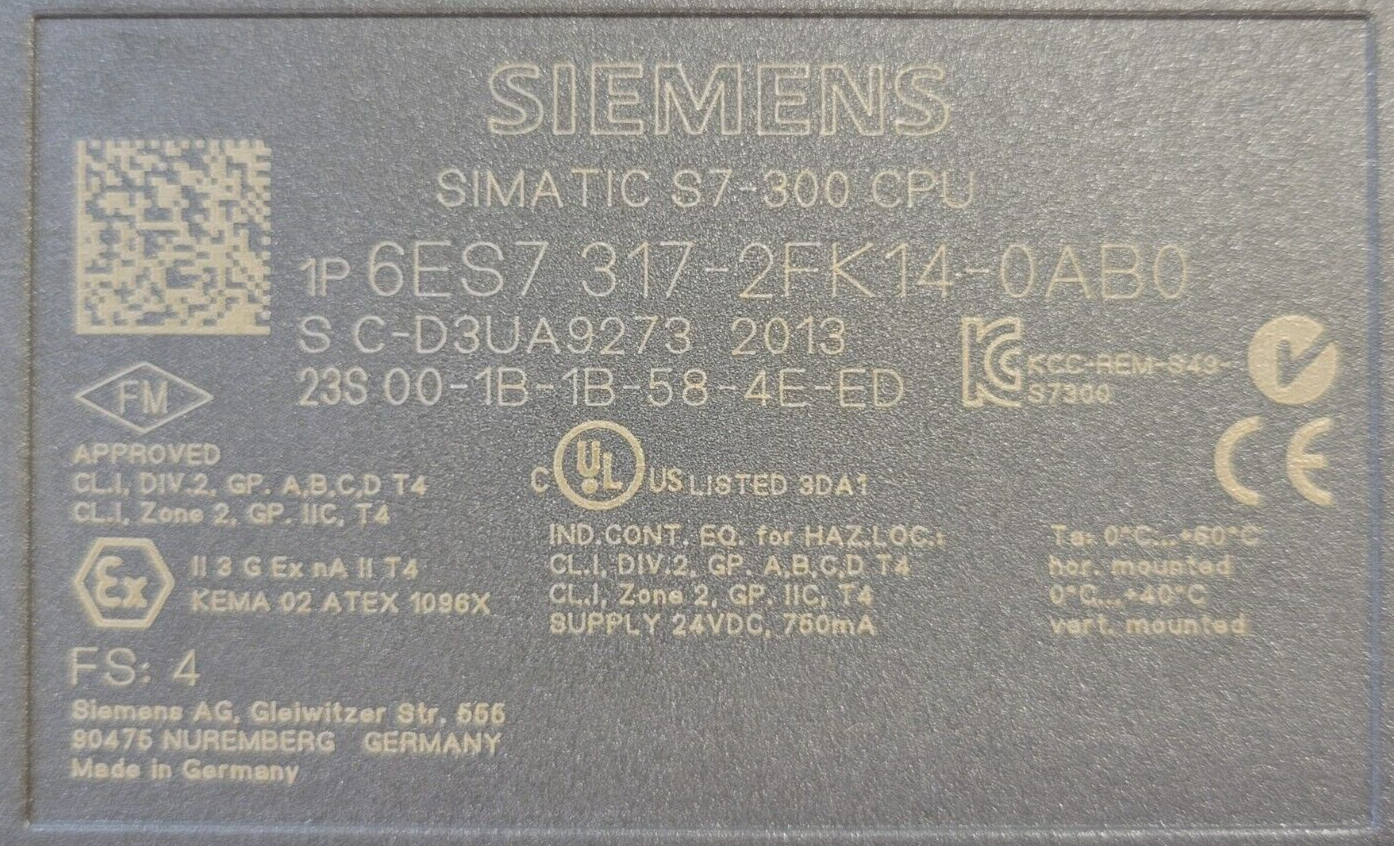 SIEMENS
SIMATIC S7-300 CPU
1P 6ES7 317-2FK14-0AB0
S C-D3UA9273 2013
23S 00-1B-1B-58-4E-ED
KCC-REM-S49-
S7300
FM
APPROVED
CL.I, DIV.2, GP. A,B,C,D T4
CL.I, Zone 2, GP. IIC, T4
C UL US LISTED 3DA1
CE
IND.CONT. EQ. for HAZ.LOC.:
CL.I, DIV.2, GP. A,B,C,D T4
CL.I, Zone 2, GP. IIC, T4
SUPPLY 24VDC, 750mA
Ta: 0°C...+60°C
hor. mounted
0°C...+40°C
vert. mounted
Ex
II 3 G Ex nA II T4
KEMA 02 ATEX 1096X
FS: 4
Siemens AG, Gleiwitzer Str. 555
90475 NUREMBERG GERMANY
Made in Germany